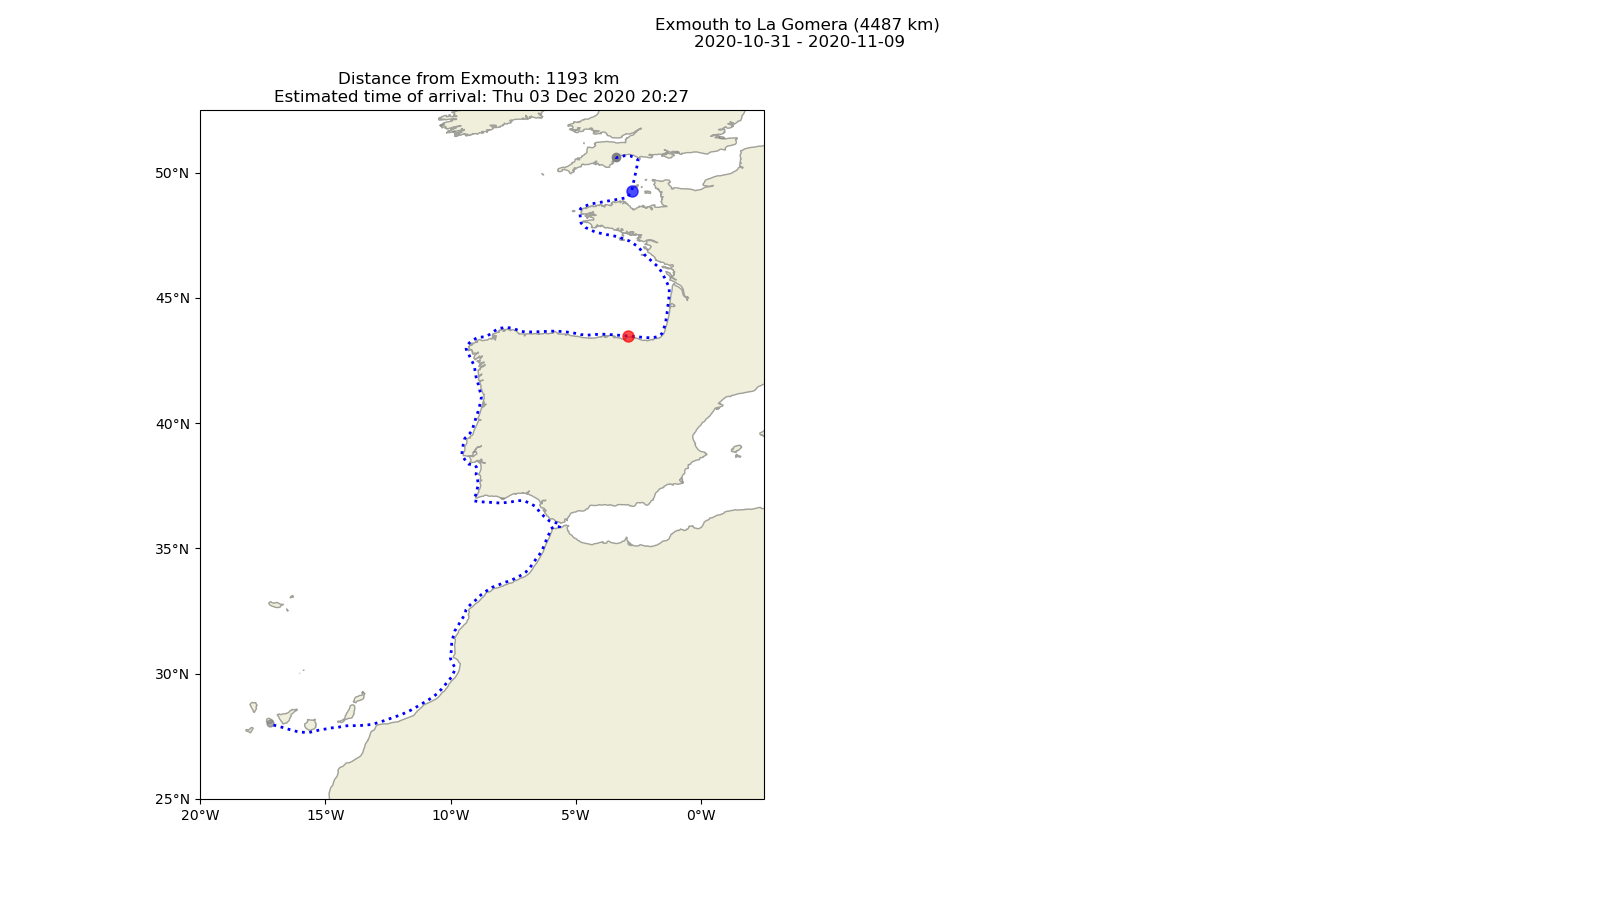 Exmouth to La Gomera (4487 km)
2020-10-31 - 2020-11-09
Distance from Exmouth: 1193 km
Estimated time of arrival: Thu 03 Dec 2020 20:27
50°N
45°N
40°N
35°N
30°N
25°N
20°W 15°W 10°W 5°W 0°W